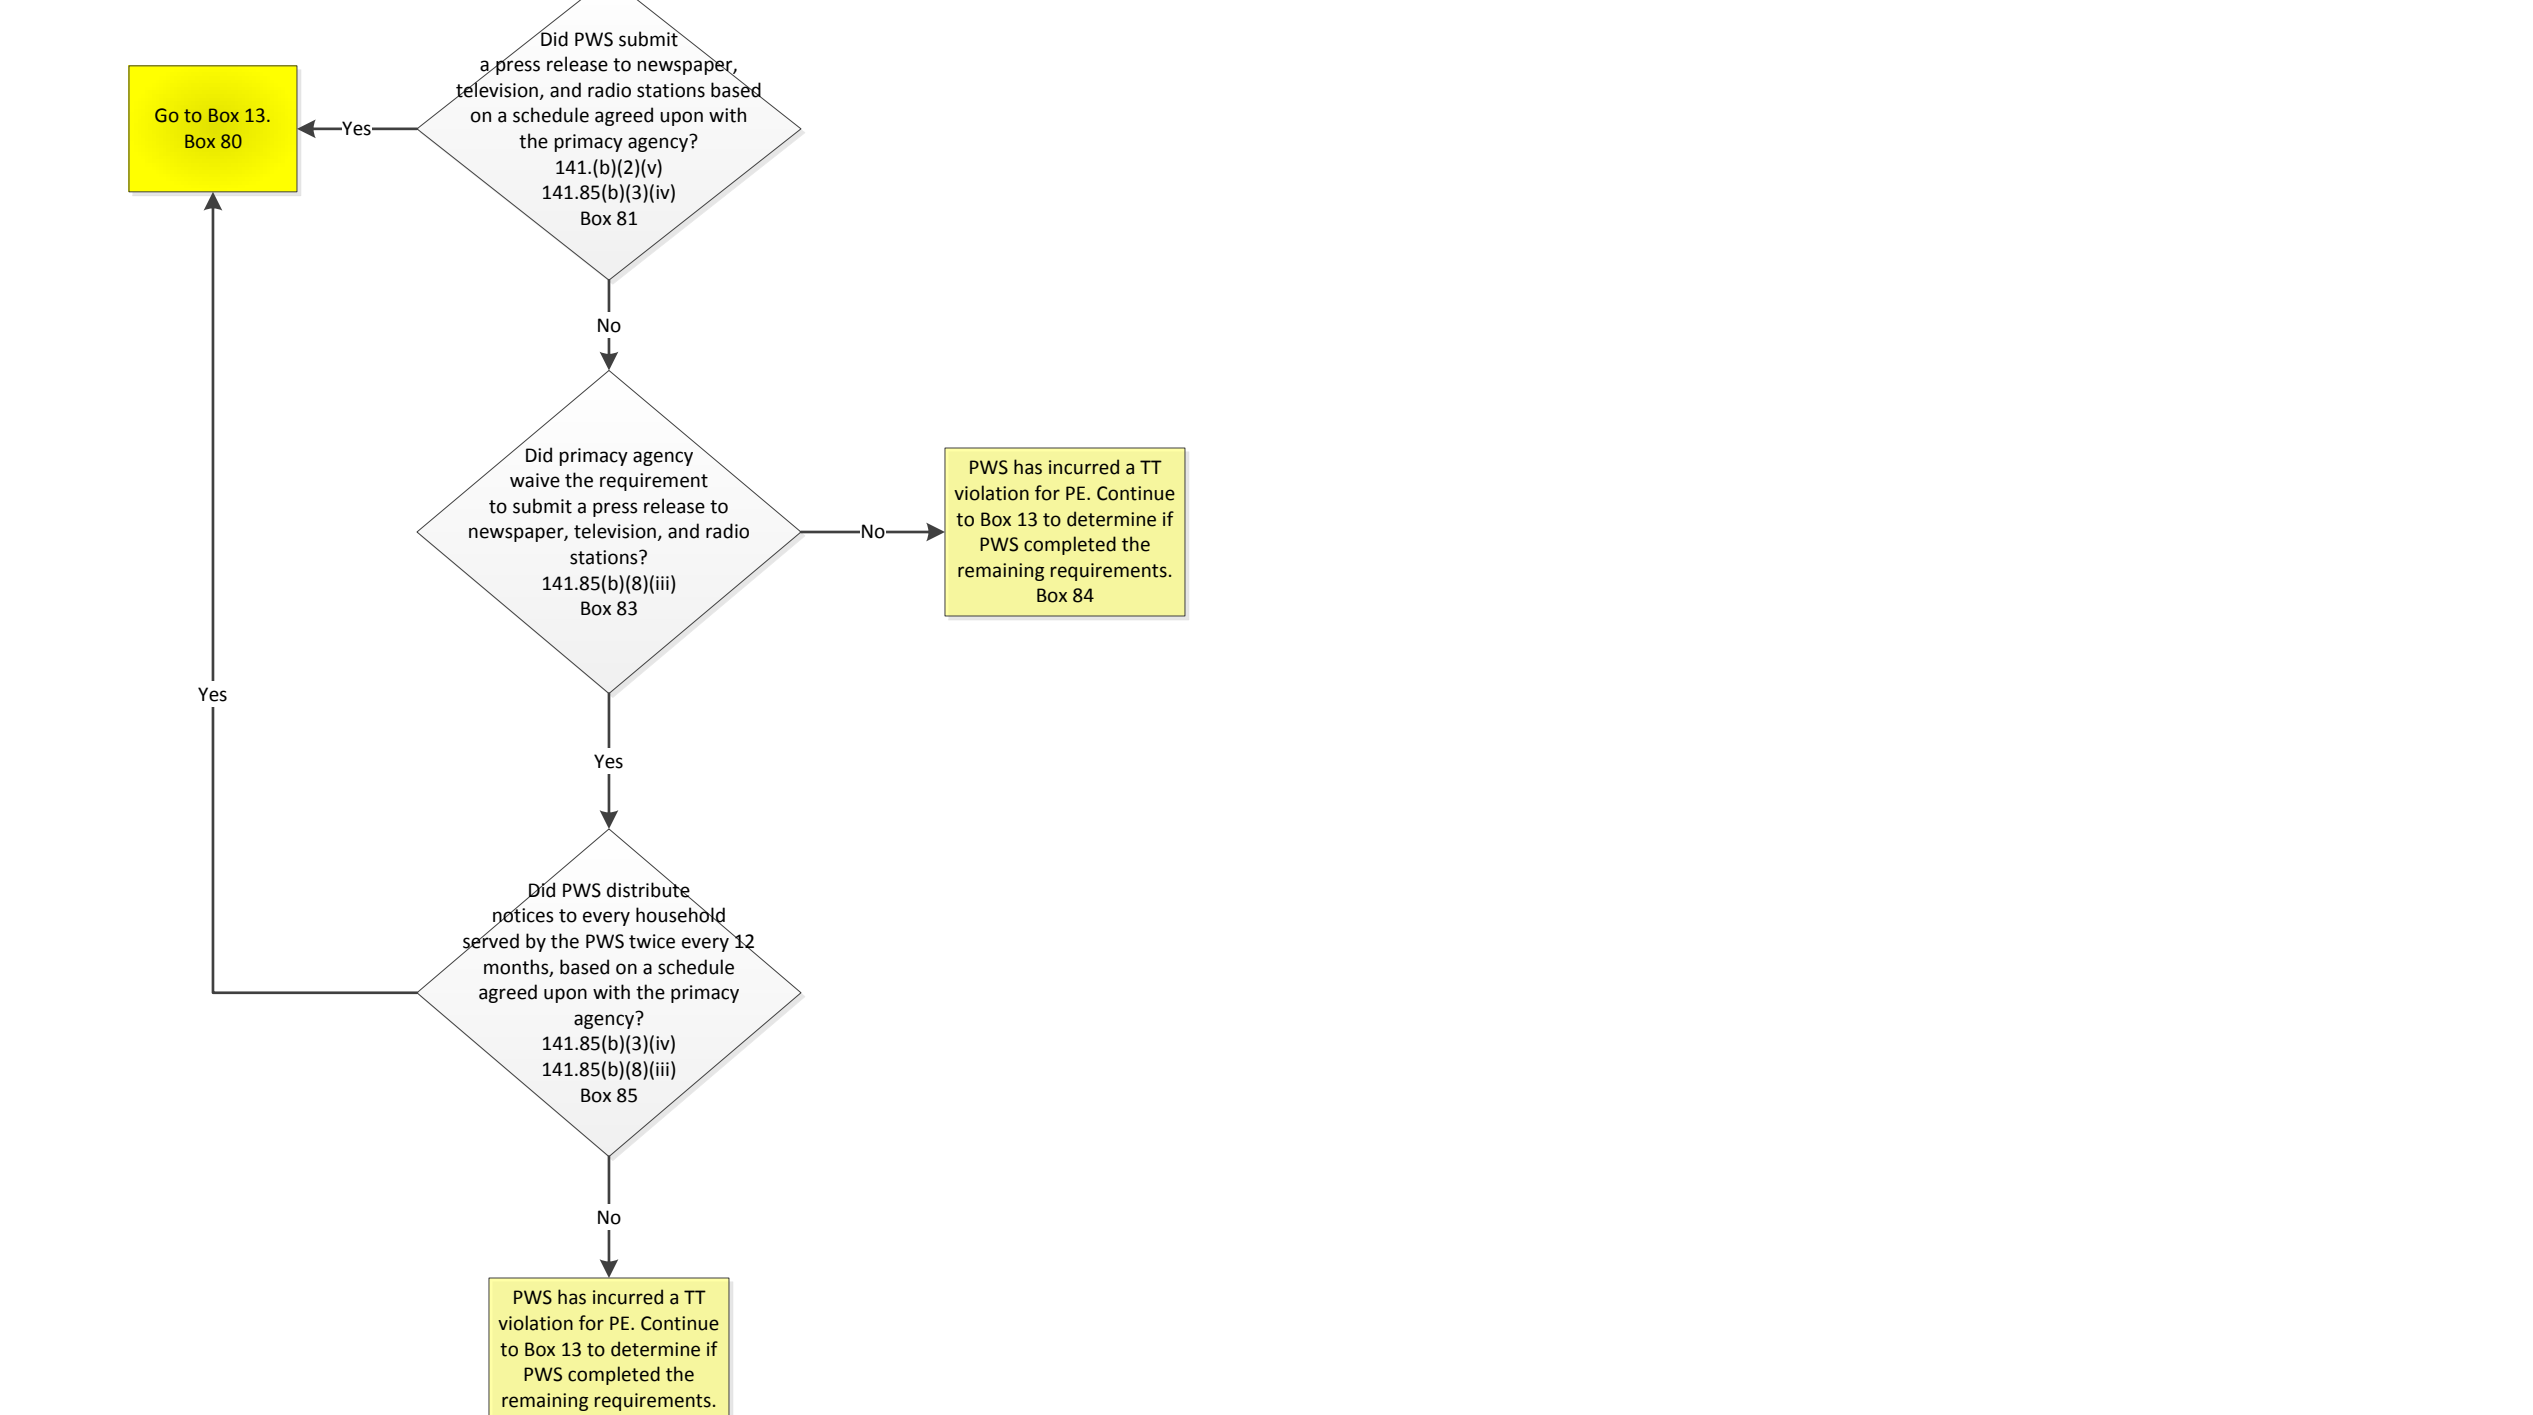 Did PWS submit
a press release to newspaper,
television, and radio stations based
on a schedule agreed upon with
the primacy agency?
141.(b)(2)(v)
141.85(b)(3)(iv)
Box 81
Yes
Go to Box 13.
Box 80
No
Did primacy agency
waive the requirement
to submit a press release to
newspaper, television, and radio
stations?
141.85(b)(8)(iii)
Box 83
No
PWS has incurred a TT
violation for PE. Continue
to Box 13 to determine if
PWS completed the
remaining requirements.
Box 84
Yes
Yes
Did PWS distribute
notices to every household
served by the PWS twice every 12
months, based on a schedule
agreed upon with the primacy
agency?
141.85(b)(3)(iv)
141.85(b)(8)(iii)
Box 85
No
PWS has incurred a TT
violation for PE. Continue
to Box 13 to determine if
PWS completed the
remaining requirements.